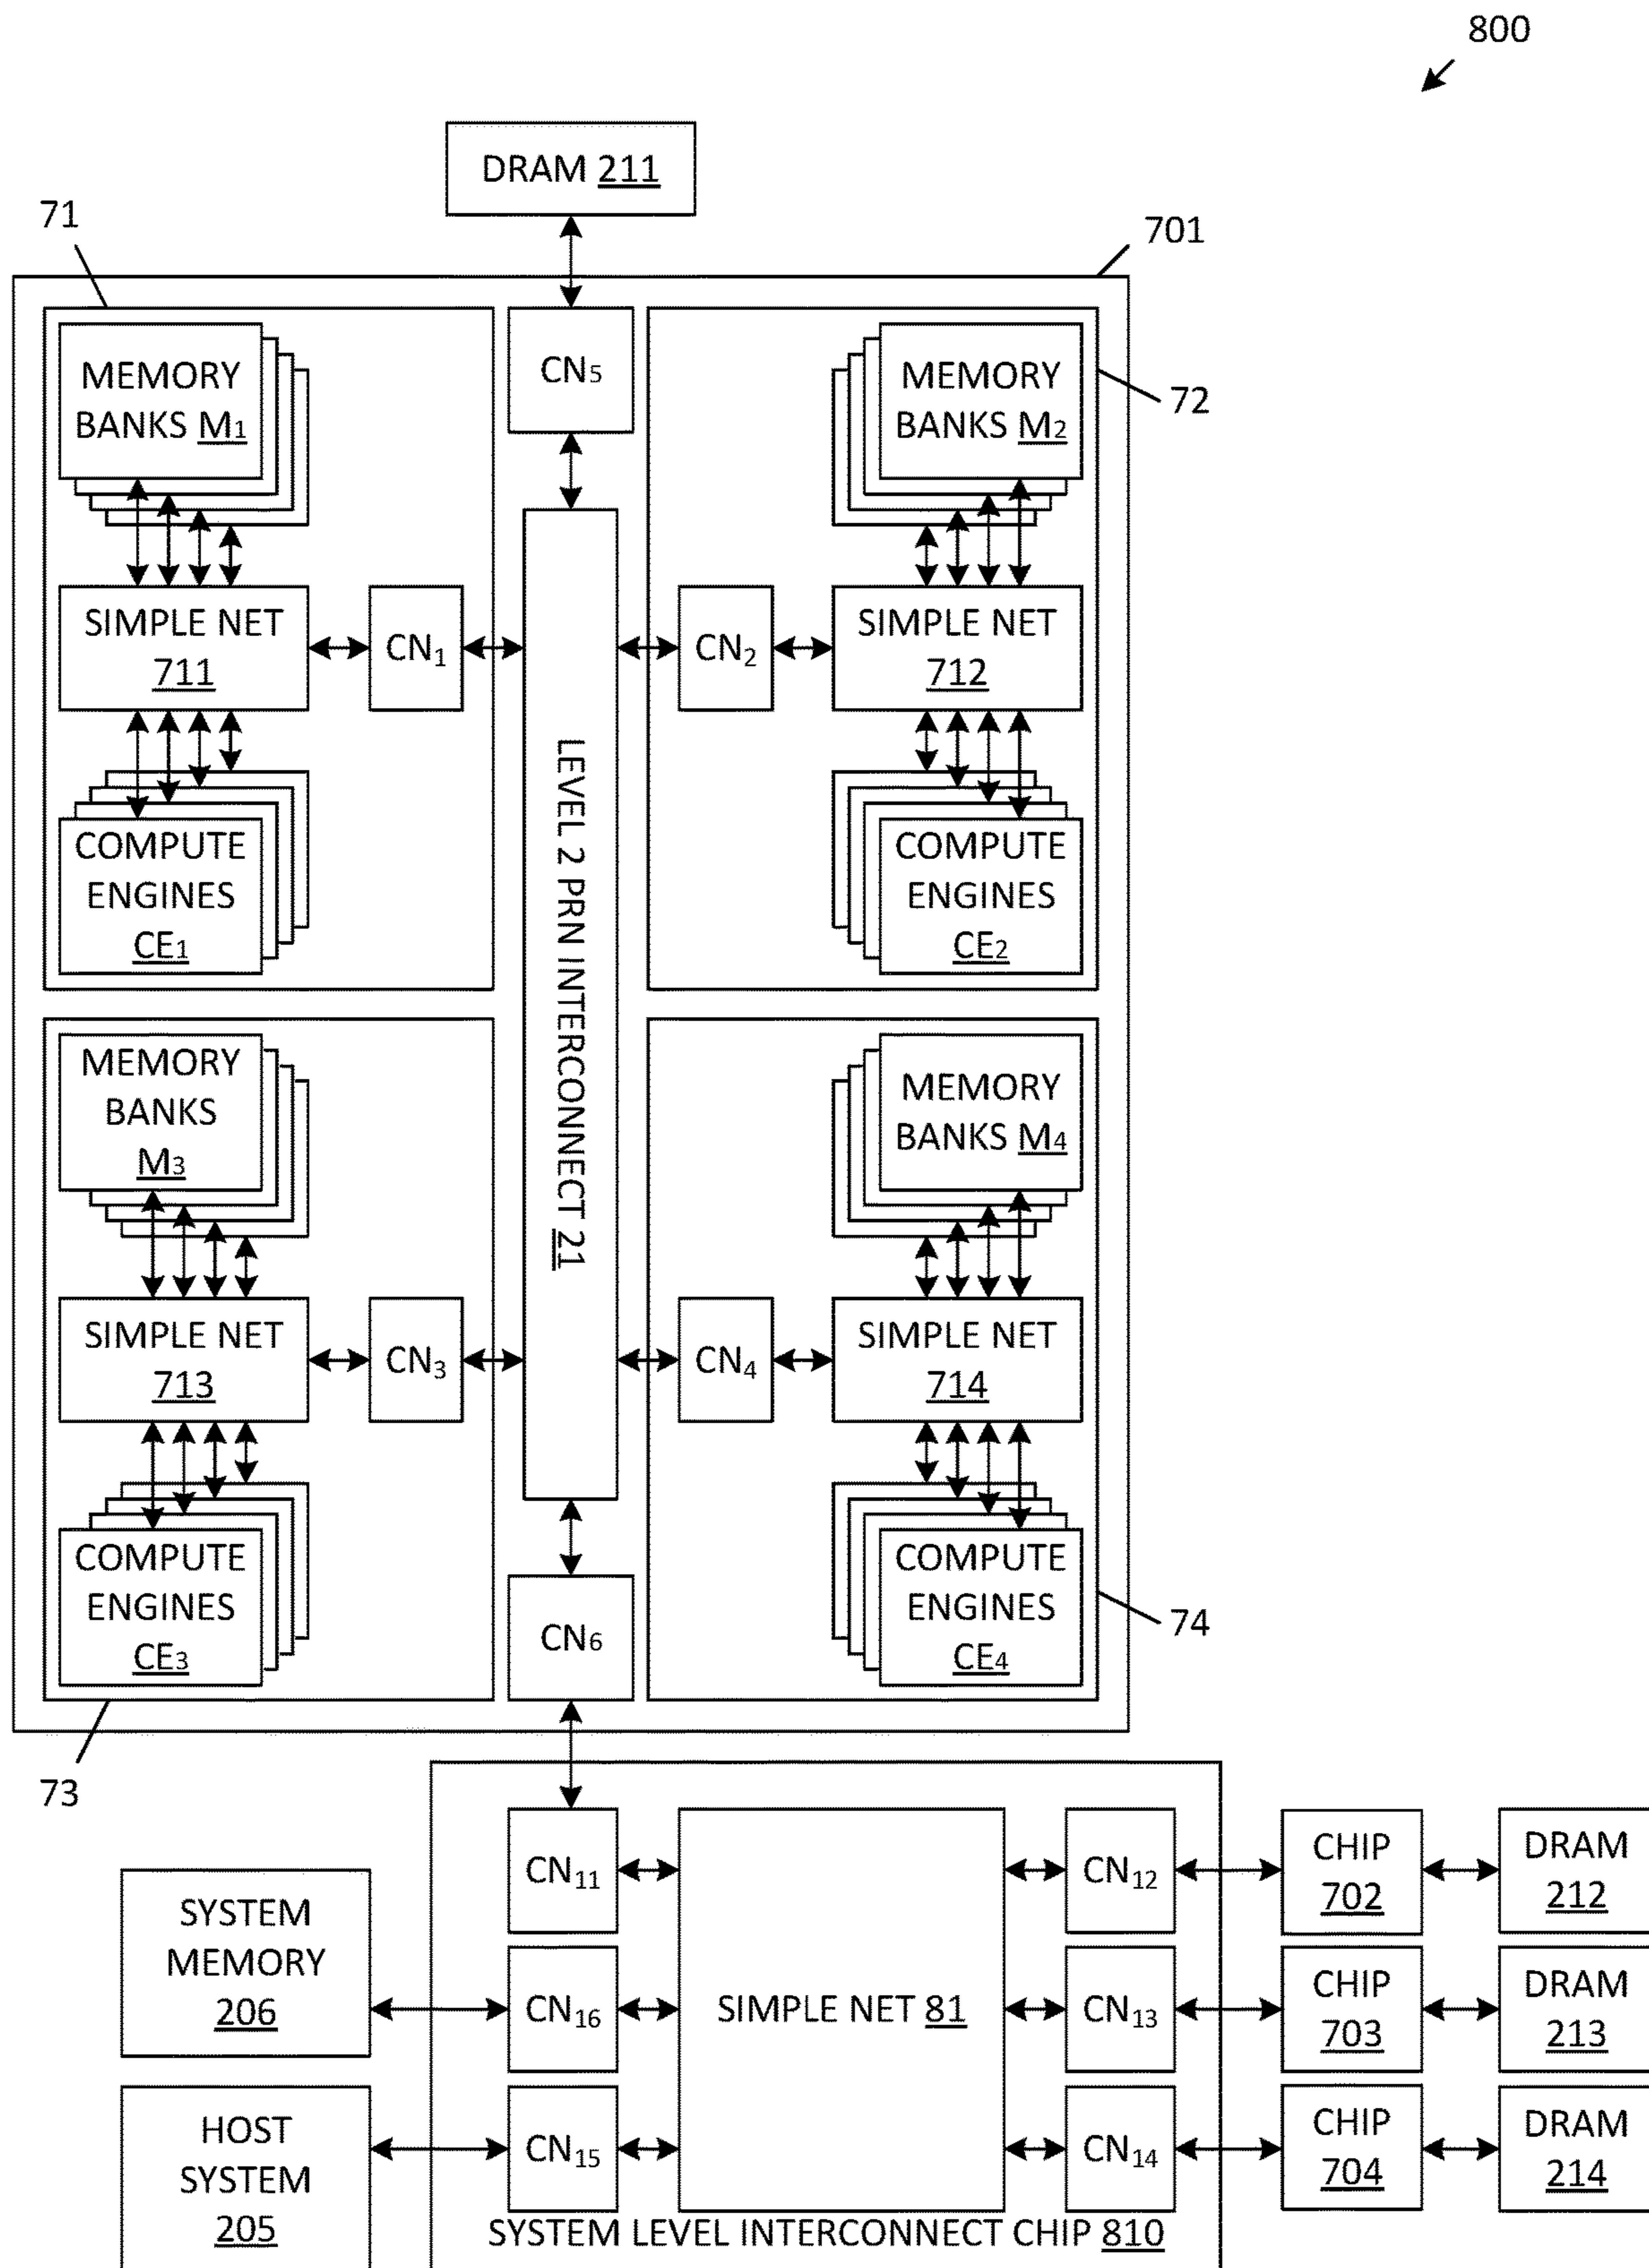 800
DRAM 211
71
701
MEMORY
BANKS M1
CN5
MEMORY
BANKS M2
72
SIMPLE NET
711
CN1
CN2
SIMPLE NET
712
LEVEL 2 PRN INTERCONNECT 21
COMPUTE
ENGINES
CE1
COMPUTE
ENGINES
CE2
MEMORY
BANKS
M3
MEMORY
BANKS M4
SIMPLE NET
713
CN3
CN4
SIMPLE NET
714
COMPUTE
ENGINES
CE3
CN6
COMPUTE
ENGINES
CE4
74
73
CN11
CN12
CHIP
702
DRAM
212
SYSTEM
MEMORY
206
CN16
SIMPLE NET 81
CN13
CHIP
703
DRAM
213
HOST
SYSTEM
205
CN15
CN14
CHIP
704
DRAM
214
SYSTEM LEVEL INTERCONNECT CHIP 810